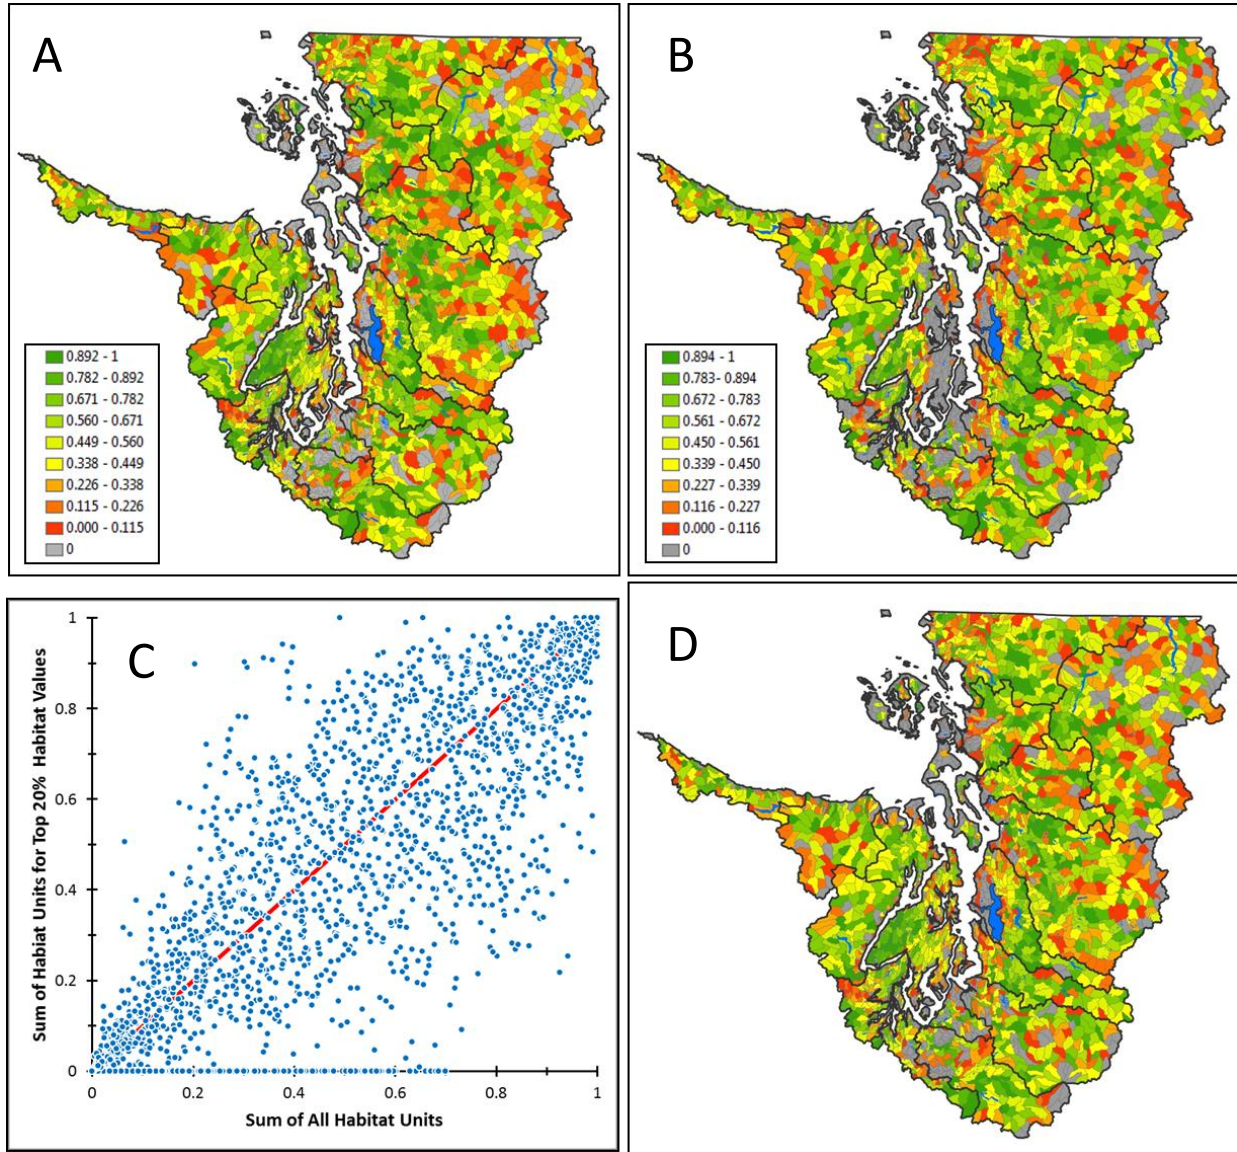 A
0.892 - 1
0.782 - 0.892
0.671 - 0.782
0.560 - 0.671
0.449 - 0.560
0.338 - 0.449
0.226 - 0.338
0.115 - 0.226
0.000 - 0.115
0
B
0.894 - 1
0.783- 0.894
0.672 - 0.783
0.561 - 0.672
0.450 - 0.561
0.339 - 0.450
0.227 - 0.339
0.116 - 0.227
0.000 - 0.116
0
C
Sum of Habiat Units for Top 20% Habitat Values
1
0.8
0.6
0.4
0.2
0
0
0.2
0.4
0.6
0.8
1
Sum of All Habitat Units
D